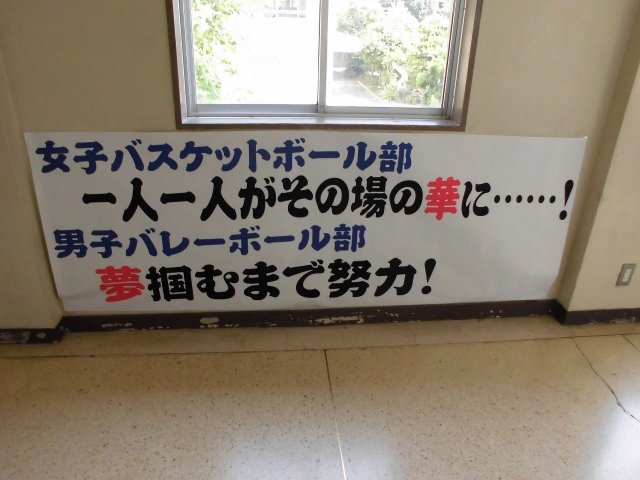 女子バスケットボール部
一人一人がその場の華に……！
男子バレーボール部
夢掴むまで努力！